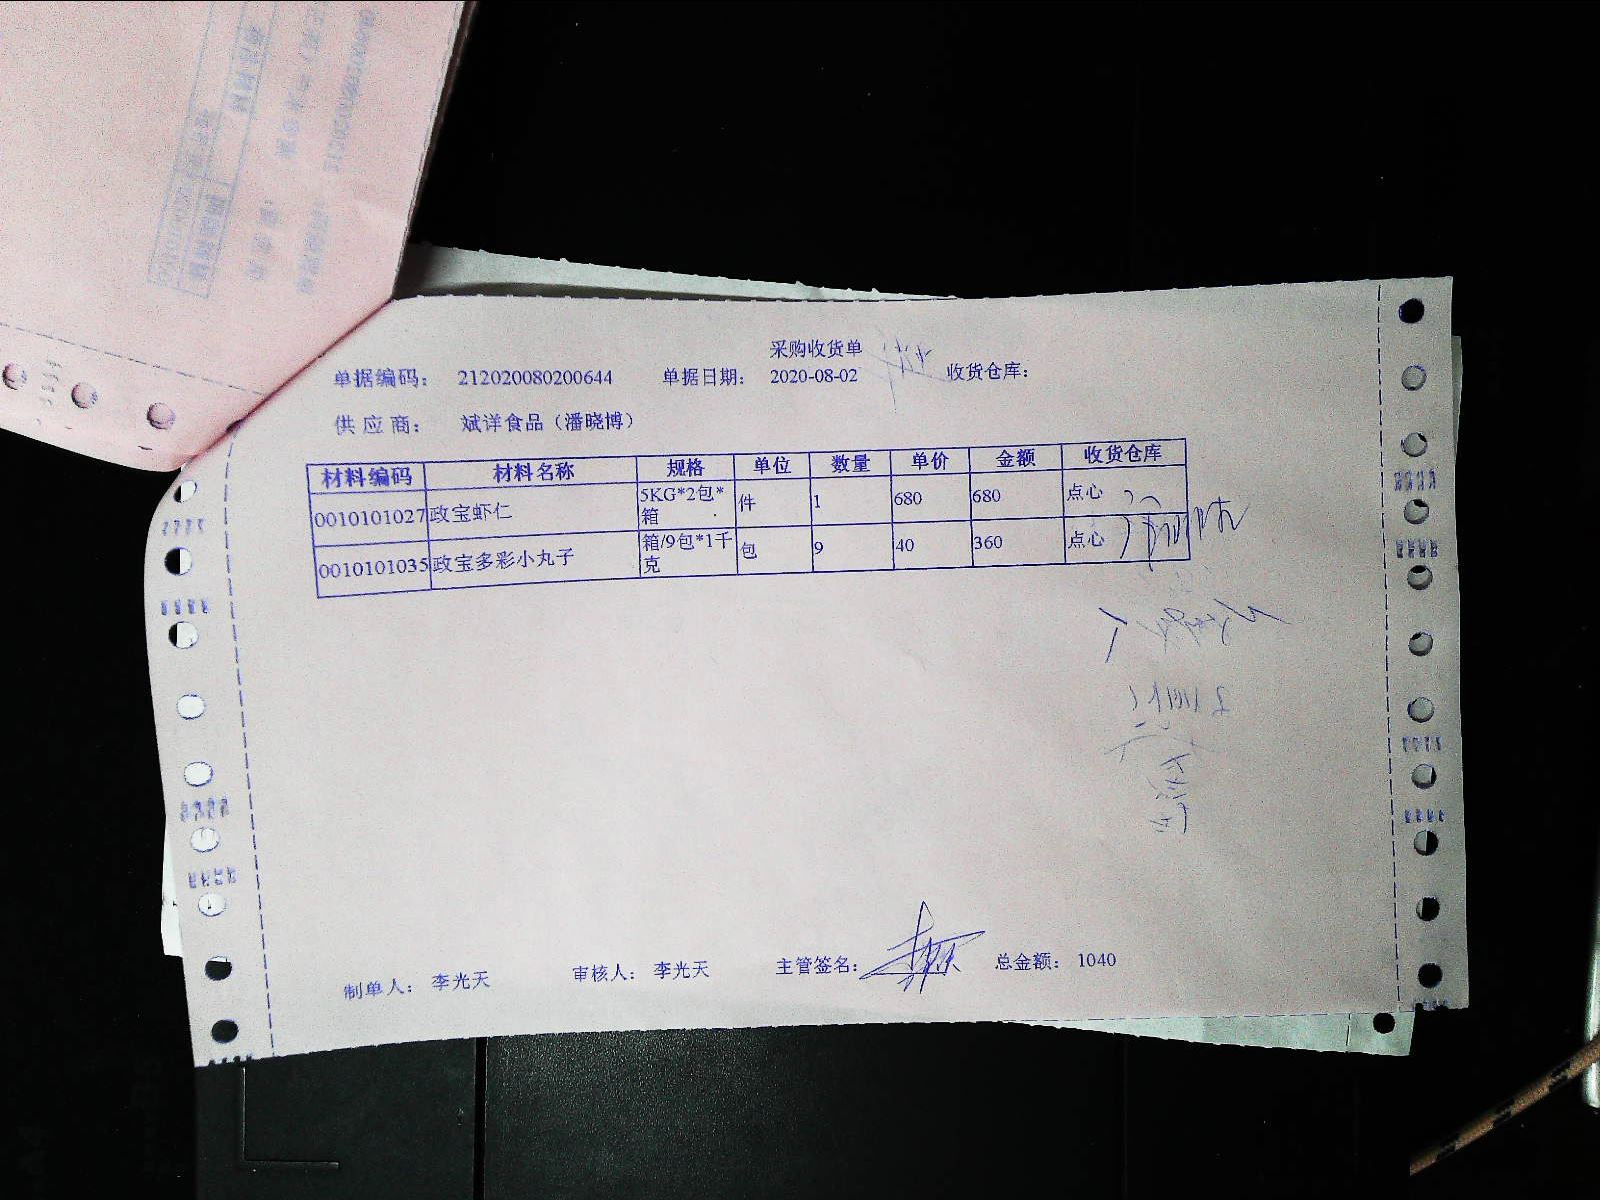 采购收货单
单据编码： 212020080200644 单据日期： 2020-08-02 收货仓库：
供应商： 斌洋食品（潘晓博）
材料编码 材料名称 规格 单位 数量 单价 金额 收货仓库
0010101027 政宝虾仁 5KG*2包*箱 件 1 680 680 点心
0010101035 政宝多彩小丸子 箱/9包*1千克 包 9 40 360 点心
制单人： 李光天 审核人： 李光天 主管签名： 总金额： 1040